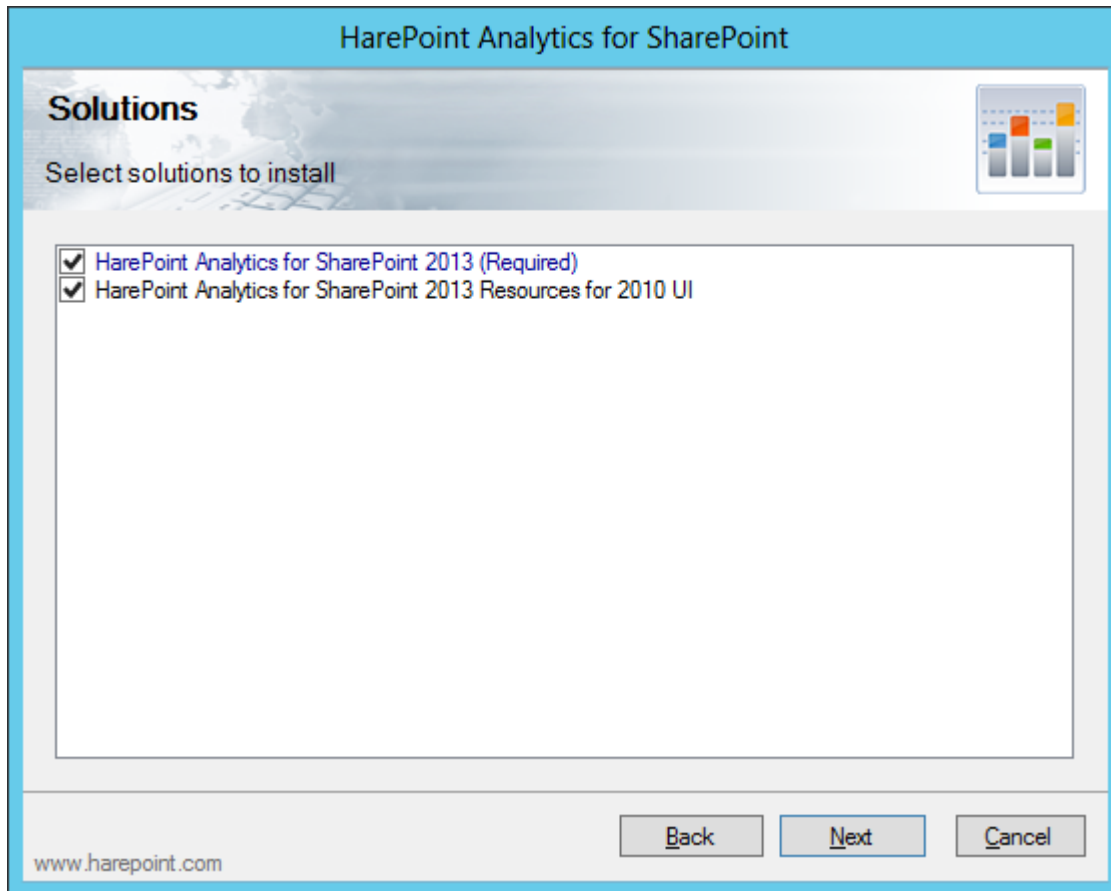 HarePoint Analytics for SharePoint
Solutions
Select solutions to install
HarePoint Analytics for SharePoint 2013 (Required)
HarePoint Analytics for SharePoint 2013 Resources for 2010 UI
Back
Next
Cancel
www.harepoint.com